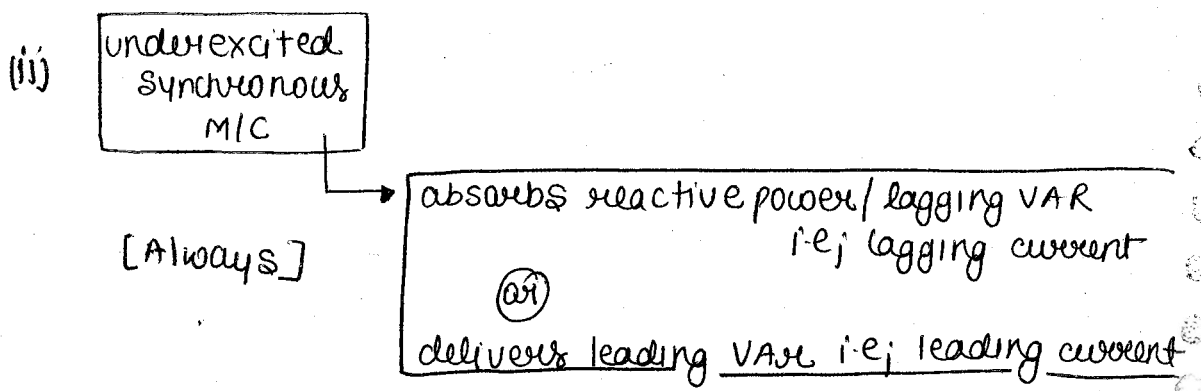 (ii)
underexcited
synchronous
M/C
absorbs reactive power/lagging VAR
i.e; lagging current
[Always]
or
delivers leading VAR i.e; leading current